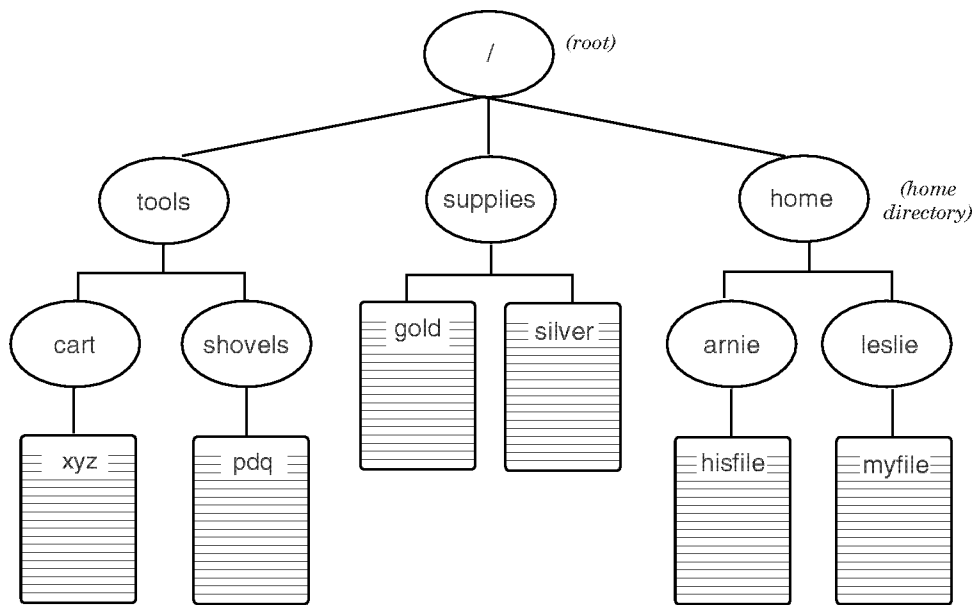 /
(root)
tools
supplies
home
(home
directory)
cart
shovels
gold
silver
arnie
leslie
xyz
pdq
hisfile
myfile